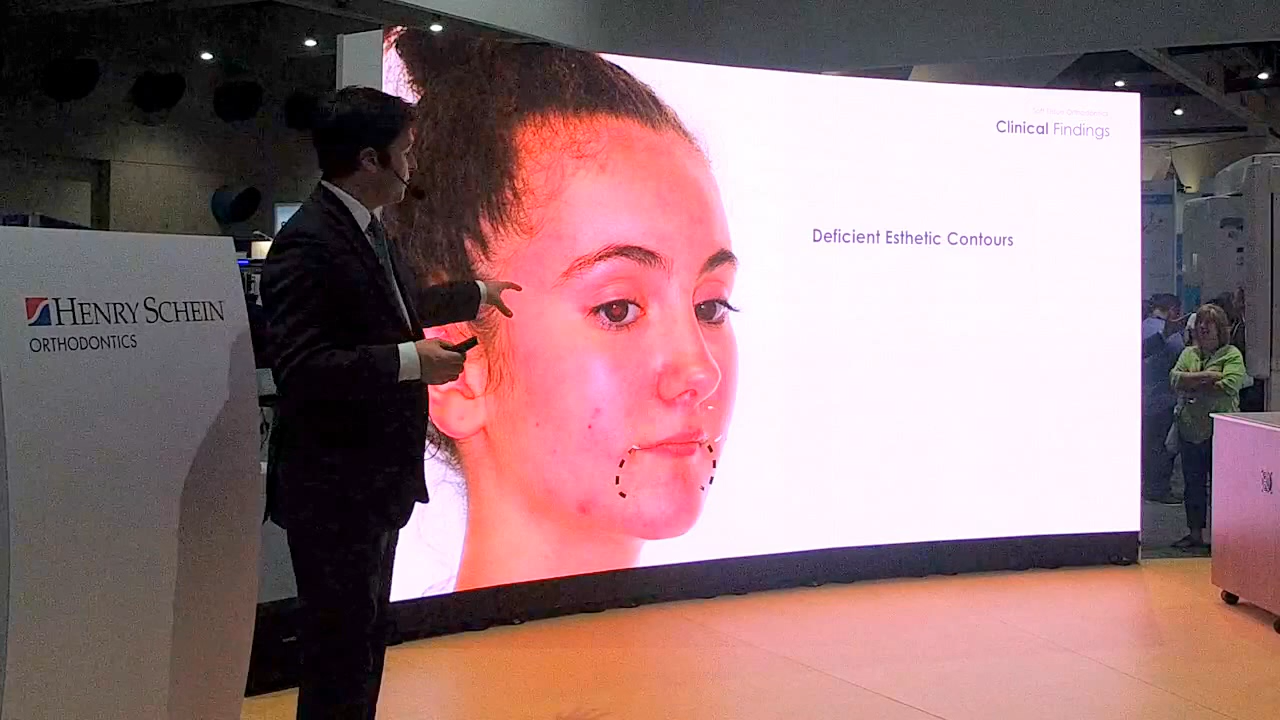 HENRY SCHEIN
ORTHODONTICS
Clinical Findings
Deficient Esthetic Contours